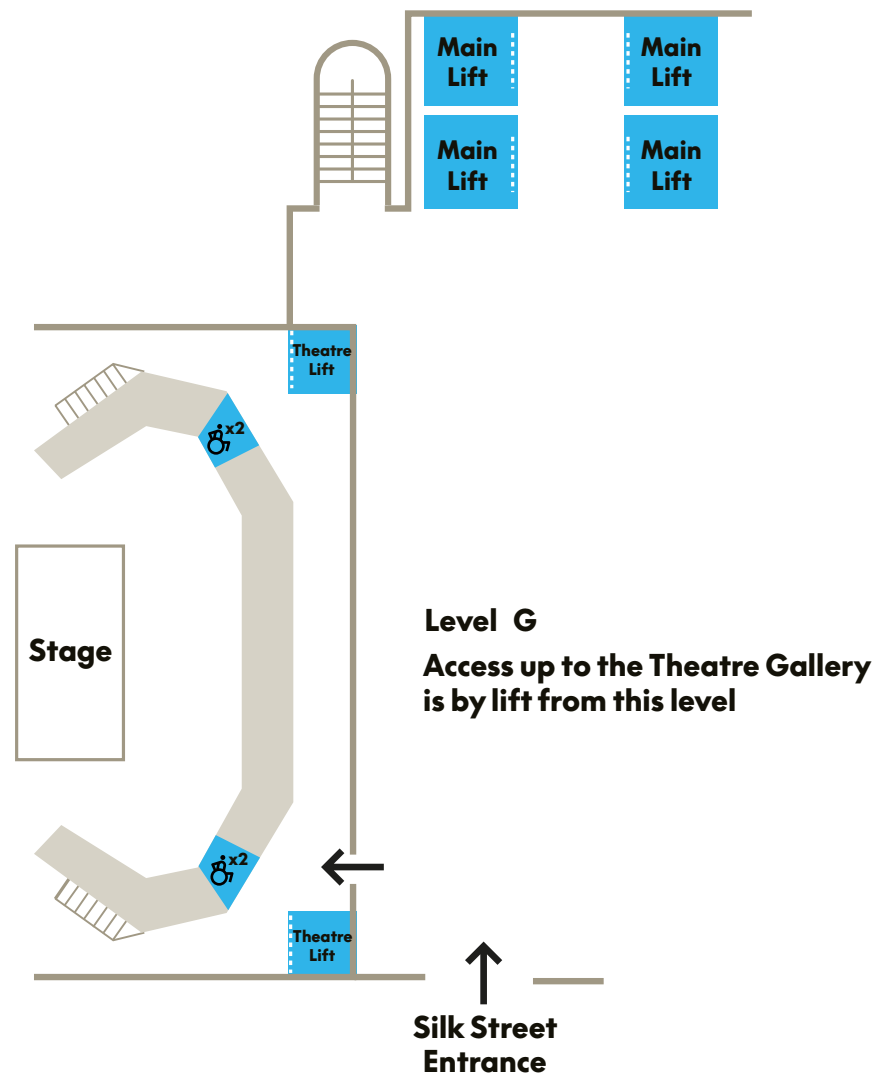 Main
Lift
Main
Lift
Main
Lift
Main
Lift
Theatre
Lift
x2
Stage
Level G
Access up to the Theatre Gallery
is by lift from this level
x2
Theatre
Lift
Silk Street
Entrance